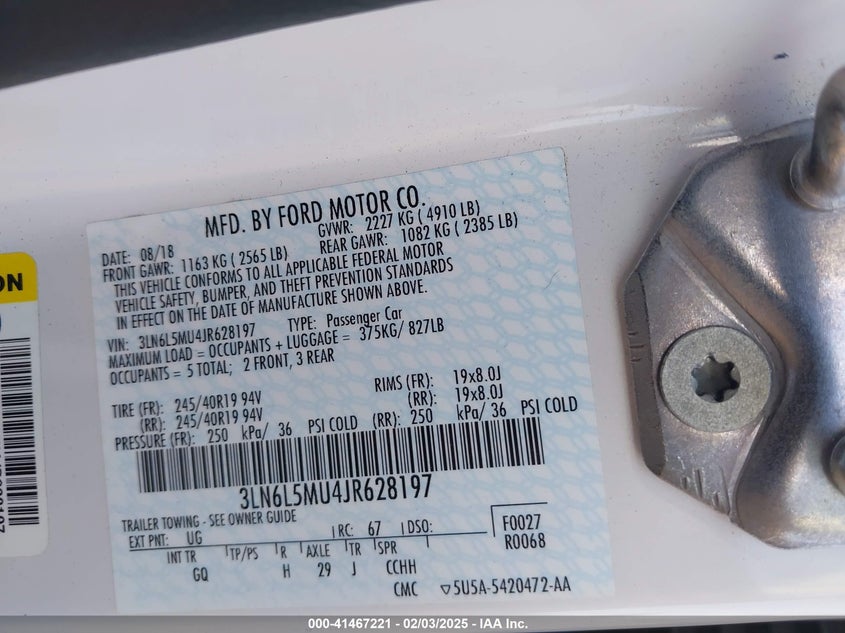 MFD. BY FORD MOTOR CO.
DATE: 08/18 GVWR: 2227 KG ( 4910 LB)
FRONT GAWR: 1163 KG ( 2565 LB) REAR GAWR: 1082 KG ( 2385 LB)
THIS VEHICLE CONFORMS TO ALL APPLICABLE FEDERAL MOTOR
VEHICLE SAFETY, BUMPER, AND THEFT PREVENTION STANDARDS
IN EFFECT ON THE DATE OF MANUFACTURE SHOWN ABOVE.
VIN: 3LN6L5MU4JR628197 TYPE: Passenger Car
MAXIMUM LOAD = OCCUPANTS + LUGGAGE = 375KG/ 827LB
OCCUPANTS = 5 TOTAL; 2 FRONT, 3 REAR
TIRE (FR): 245/40R19 94V RIMS (FR): 19x8.0J
(RR): 245/40R19 94V (RR): 19x8.0J
PRESSURE (FR): 250 kPa/ 36 PSI COLD (RR): 250 kPa/ 36 PSI COLD
3LN6L5MU4JR628197
TRAILER TOWING - SEE OWNER GUIDE
EXT PNT: UG RC: 67 DSO: F0027
R0068
INT TR TP/PS R AXLE TR SPR
GQ H 29 J CCHH
CMC ▽5U5A-5420472-AA
ON
000-41467221 - 02/03/2025 - IAA Inc.